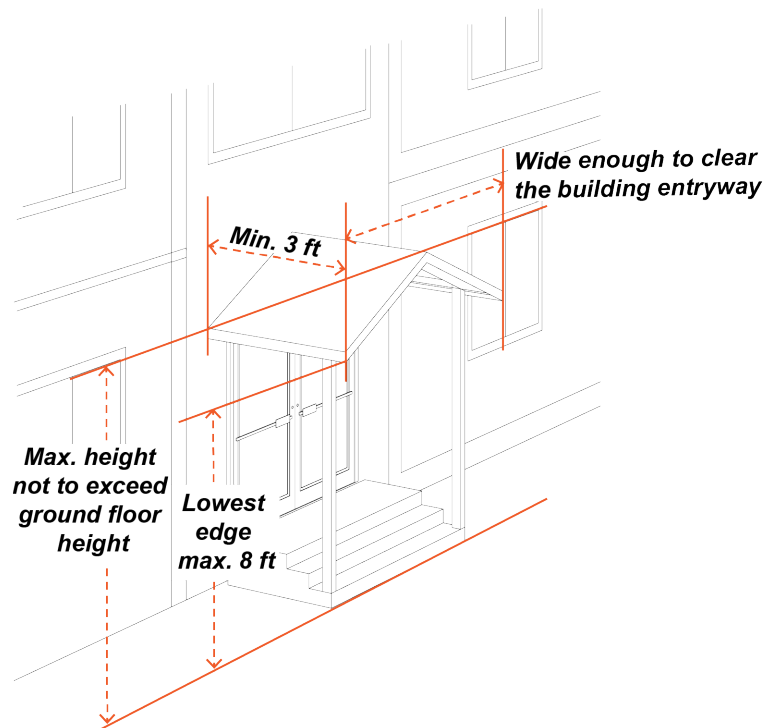 Wide enough to clear
the building entryway
Min. 3 ft
Max. height
not to exceed
ground floor
height
Lowest
edge
max. 8 ft